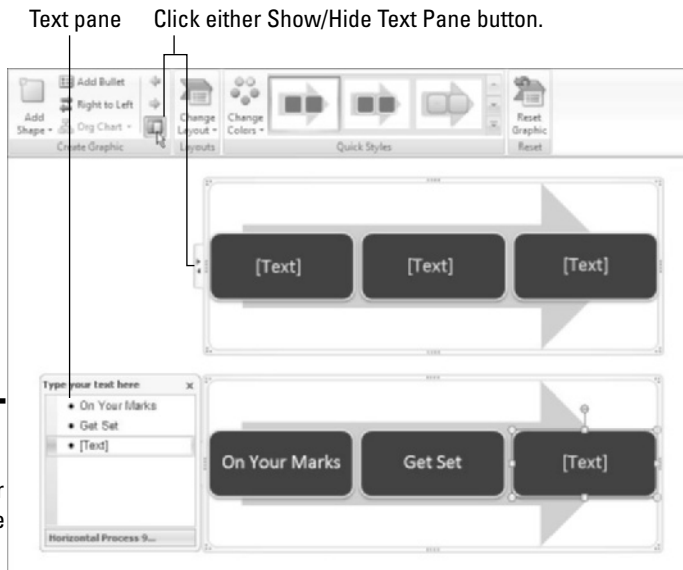 Text pane Click either Show/Hide Text Pane button.
Add Shape
Add Bullet
Right to Left
Org Chart
Create Graphic
Change Layout
Layouts
Change Colors
Quick Styles
Reset Graphic
Reset
[Text] [Text] [Text]
Type your text here x
• On Your Marks
• Get Set
• [Text]
Horizontal Process 9...
On Your Marks Get Set [Text]
r
e